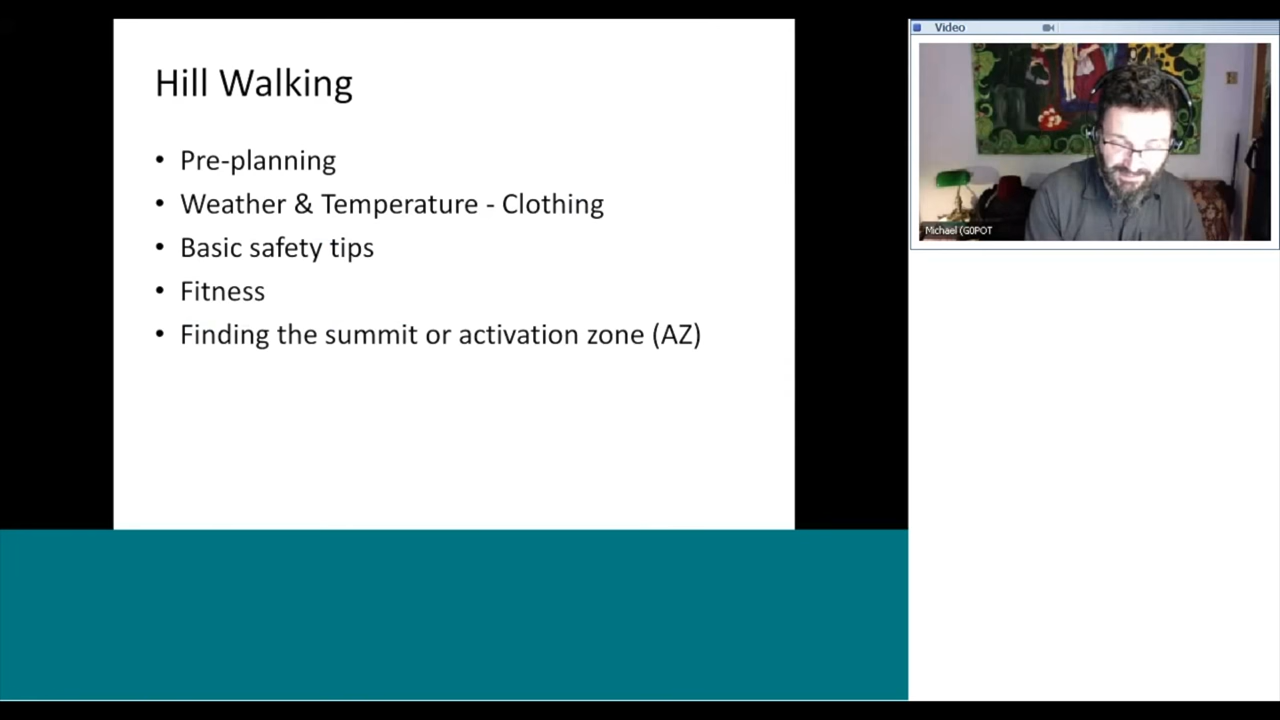 Hill Walking
• Pre-planning
• Weather & Temperature - Clothing
• Basic safety tips
• Fitness
• Finding the summit or activation zone (AZ)
Video
Michael (G0POT